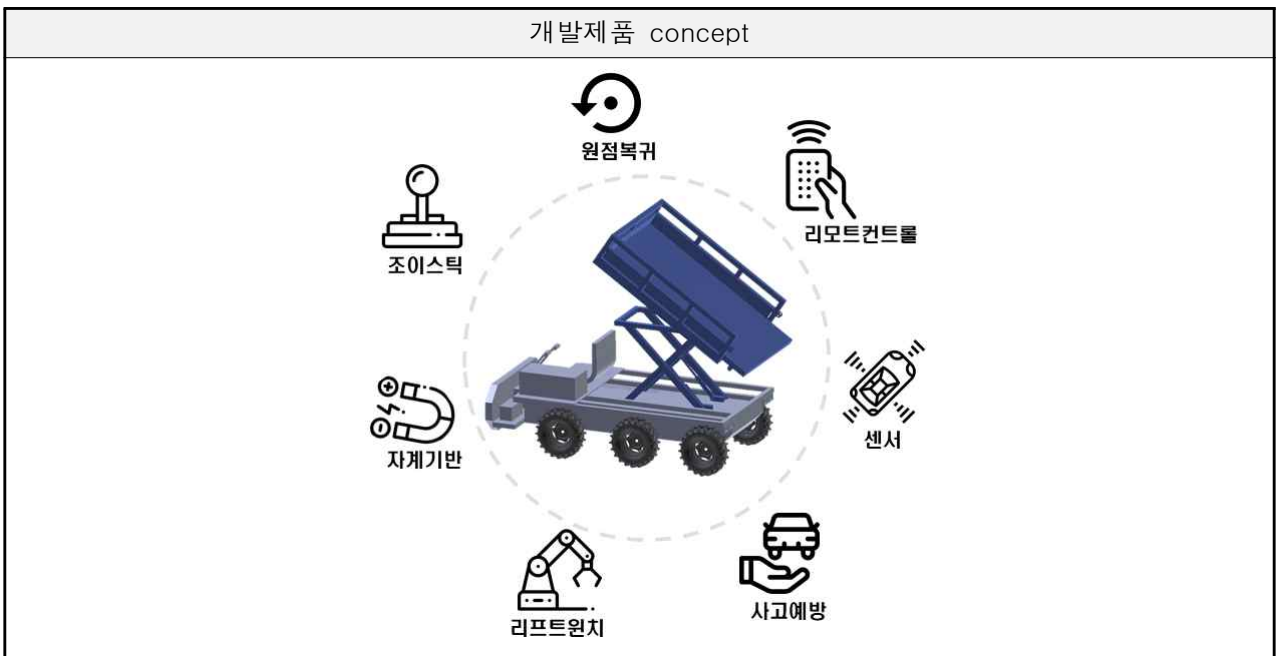 개발제품 concept
원점복귀
리모트컨트롤
조이스틱
센서
자계기반
사고예방
리프트윈치